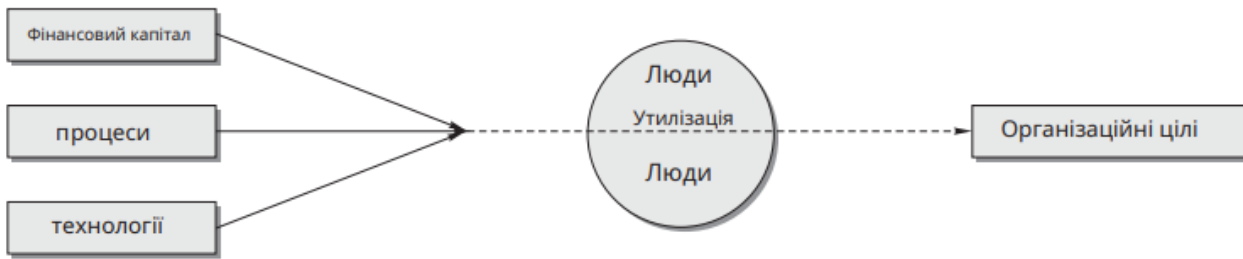 Фінансовий капітал
процеси
технології
Люди
Утилізація
Люди
Організаційні цілі